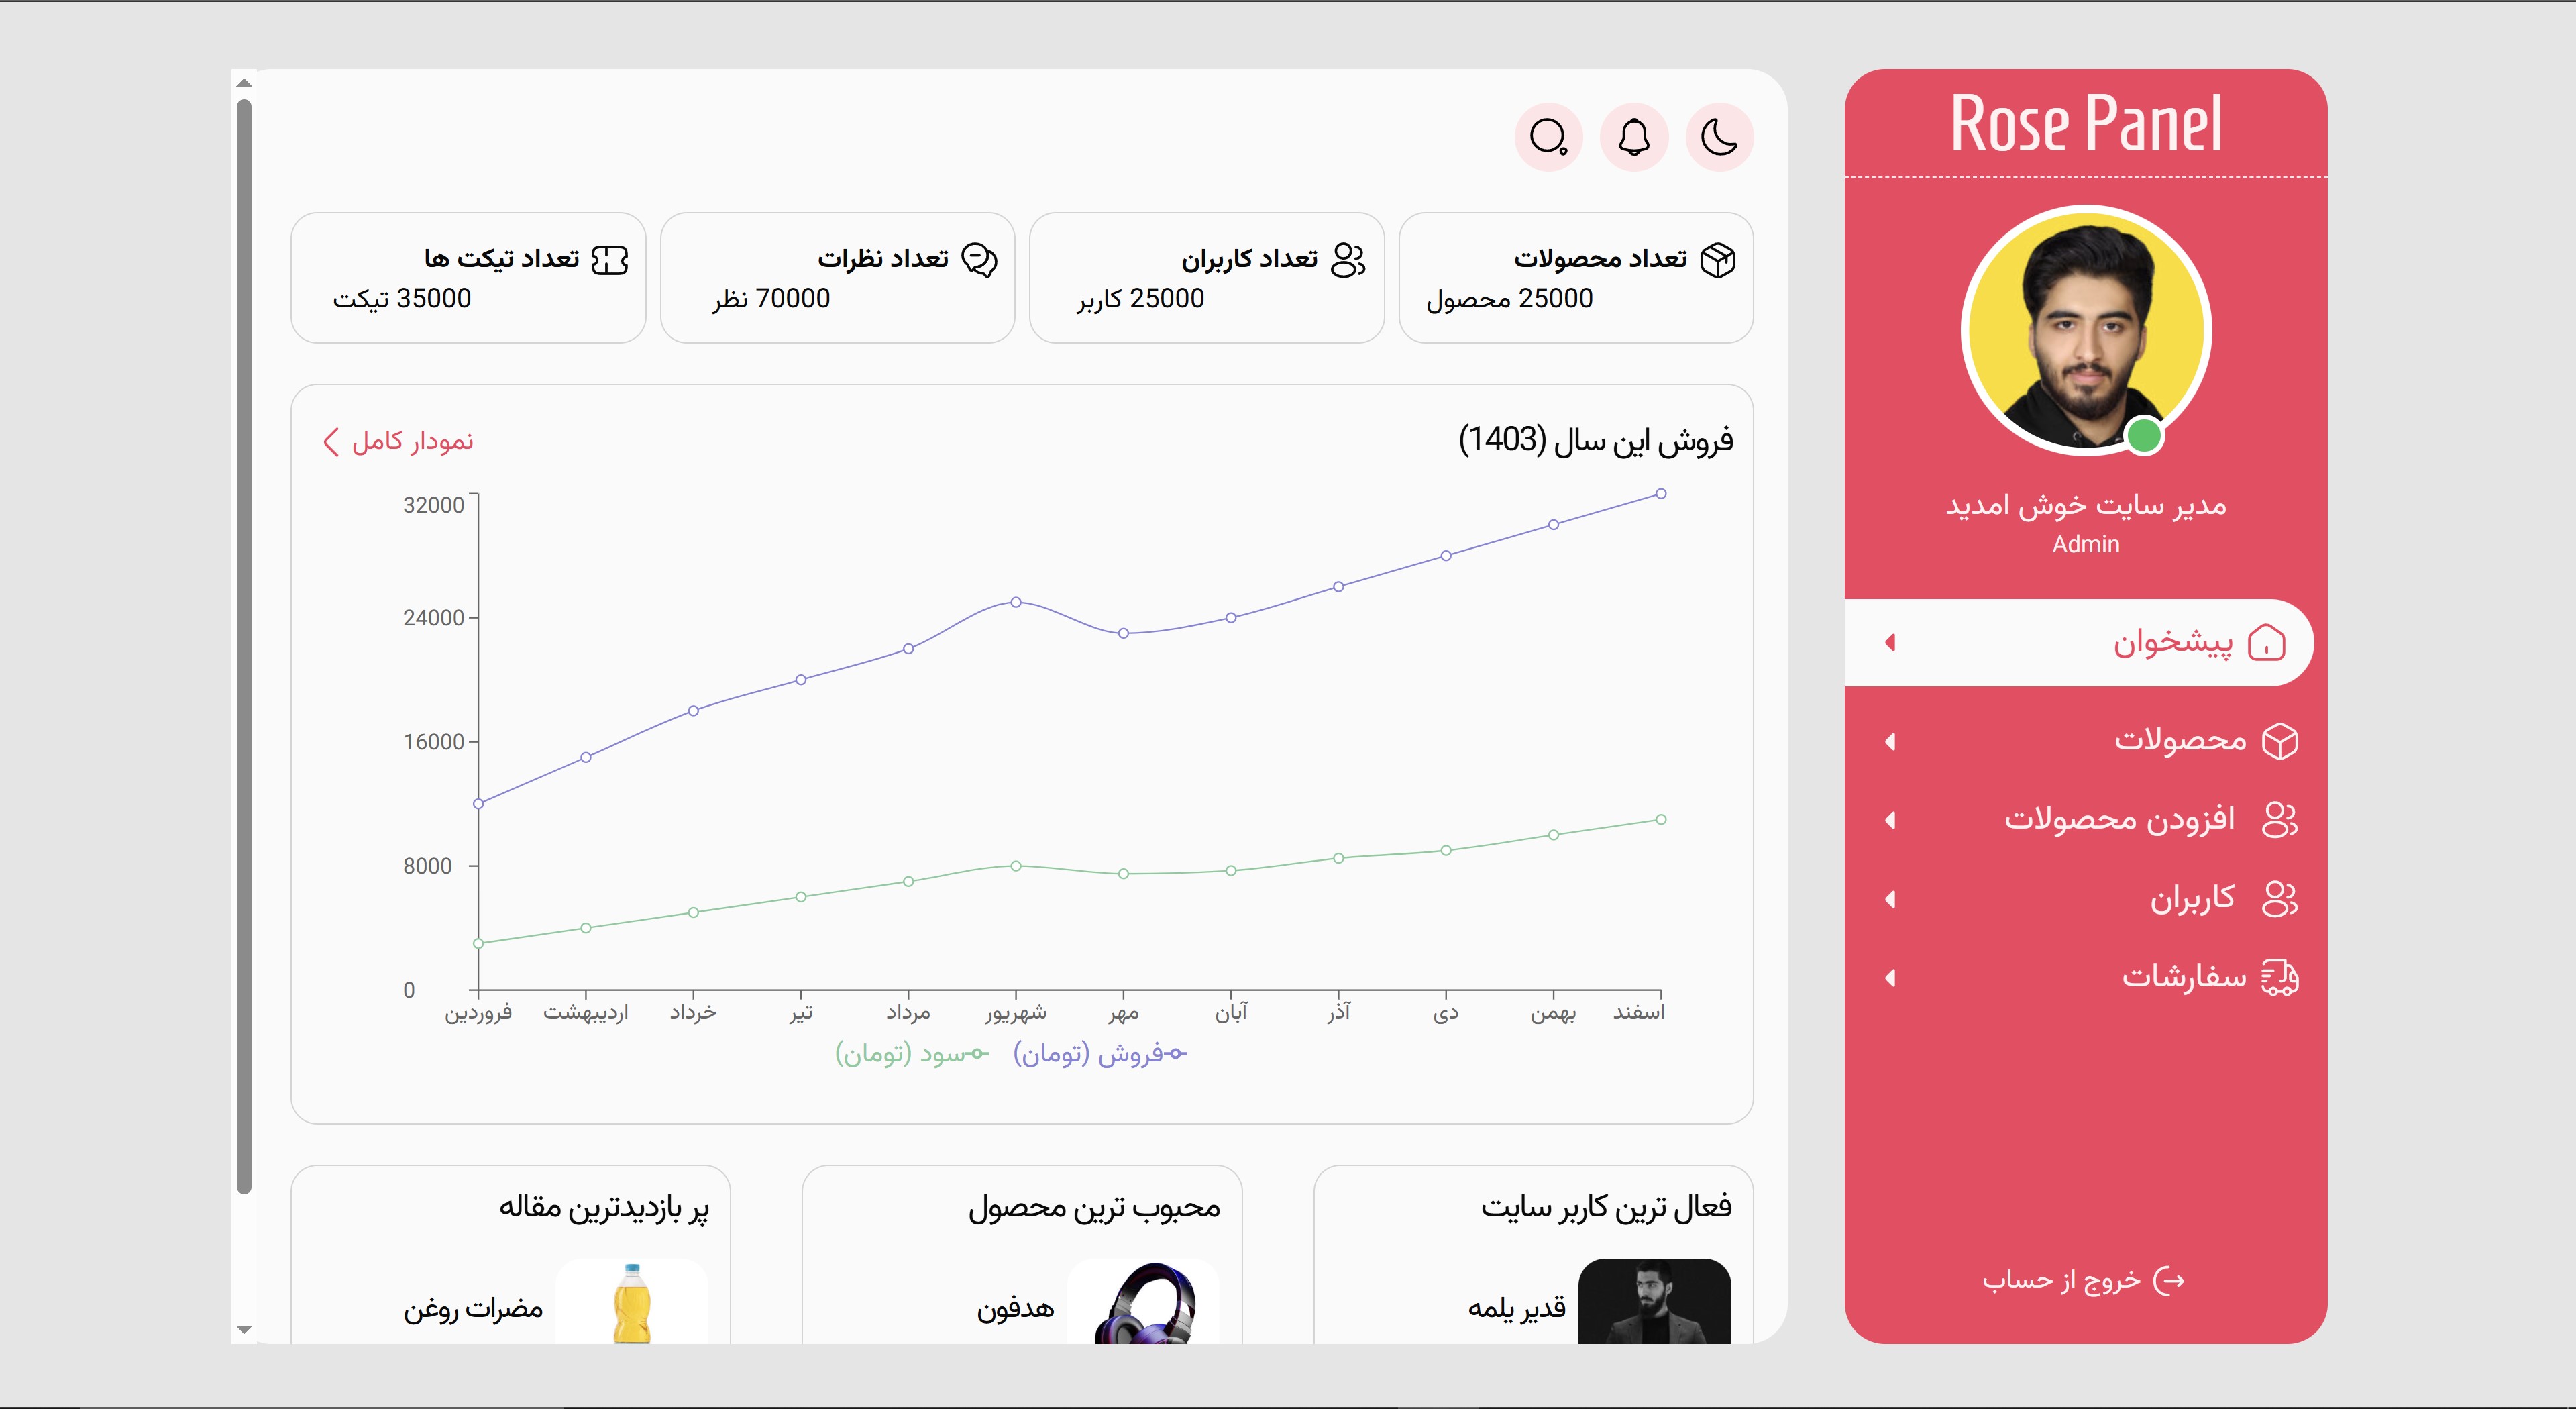 Rose Panel
مدیر سایت خوش امدید
Admin
پیشخوان
محصولات
افزودن محصولات
کاربران
سفارشات
خروج از حساب
تعداد محصولات
25000 محصول
تعداد کاربران
25000 کاربر
تعداد نظرات
70000 نظر
تعداد تیکت ها
35000 تیکت
فروش این سال (1403)
نمودار کامل
32000
24000
16000
8000
0
فروردین
اردیبهشت
خرداد
تیر
مرداد
شهریور
مهر
آبان
آذر
دی
بهمن
اسفند
فروش (تومان)
سود (تومان)
فعال ترین کاربر سایت
قدیر یلمه
محبوب ترین محصول
هدفون
پر بازدیدترین مقاله
مضرات روغن